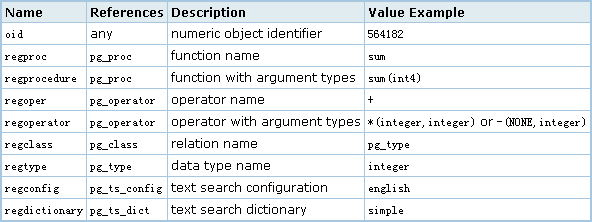 Name References Description Value Example
oid any numeric object identifier 564182
regproc pg_proc function name sum
regprocedure pg_proc function with argument types sum(int4)
regoper pg_operator operator name +
regoperator pg_operator operator with argument types *(integer,integer) or -(NONE,integer)
regclass pg_class relation name pg_type
regtype pg_type data type name integer
regconfig pg_ts_config text search configuration english
regdictionary pg_ts_dict text search dictionary simple